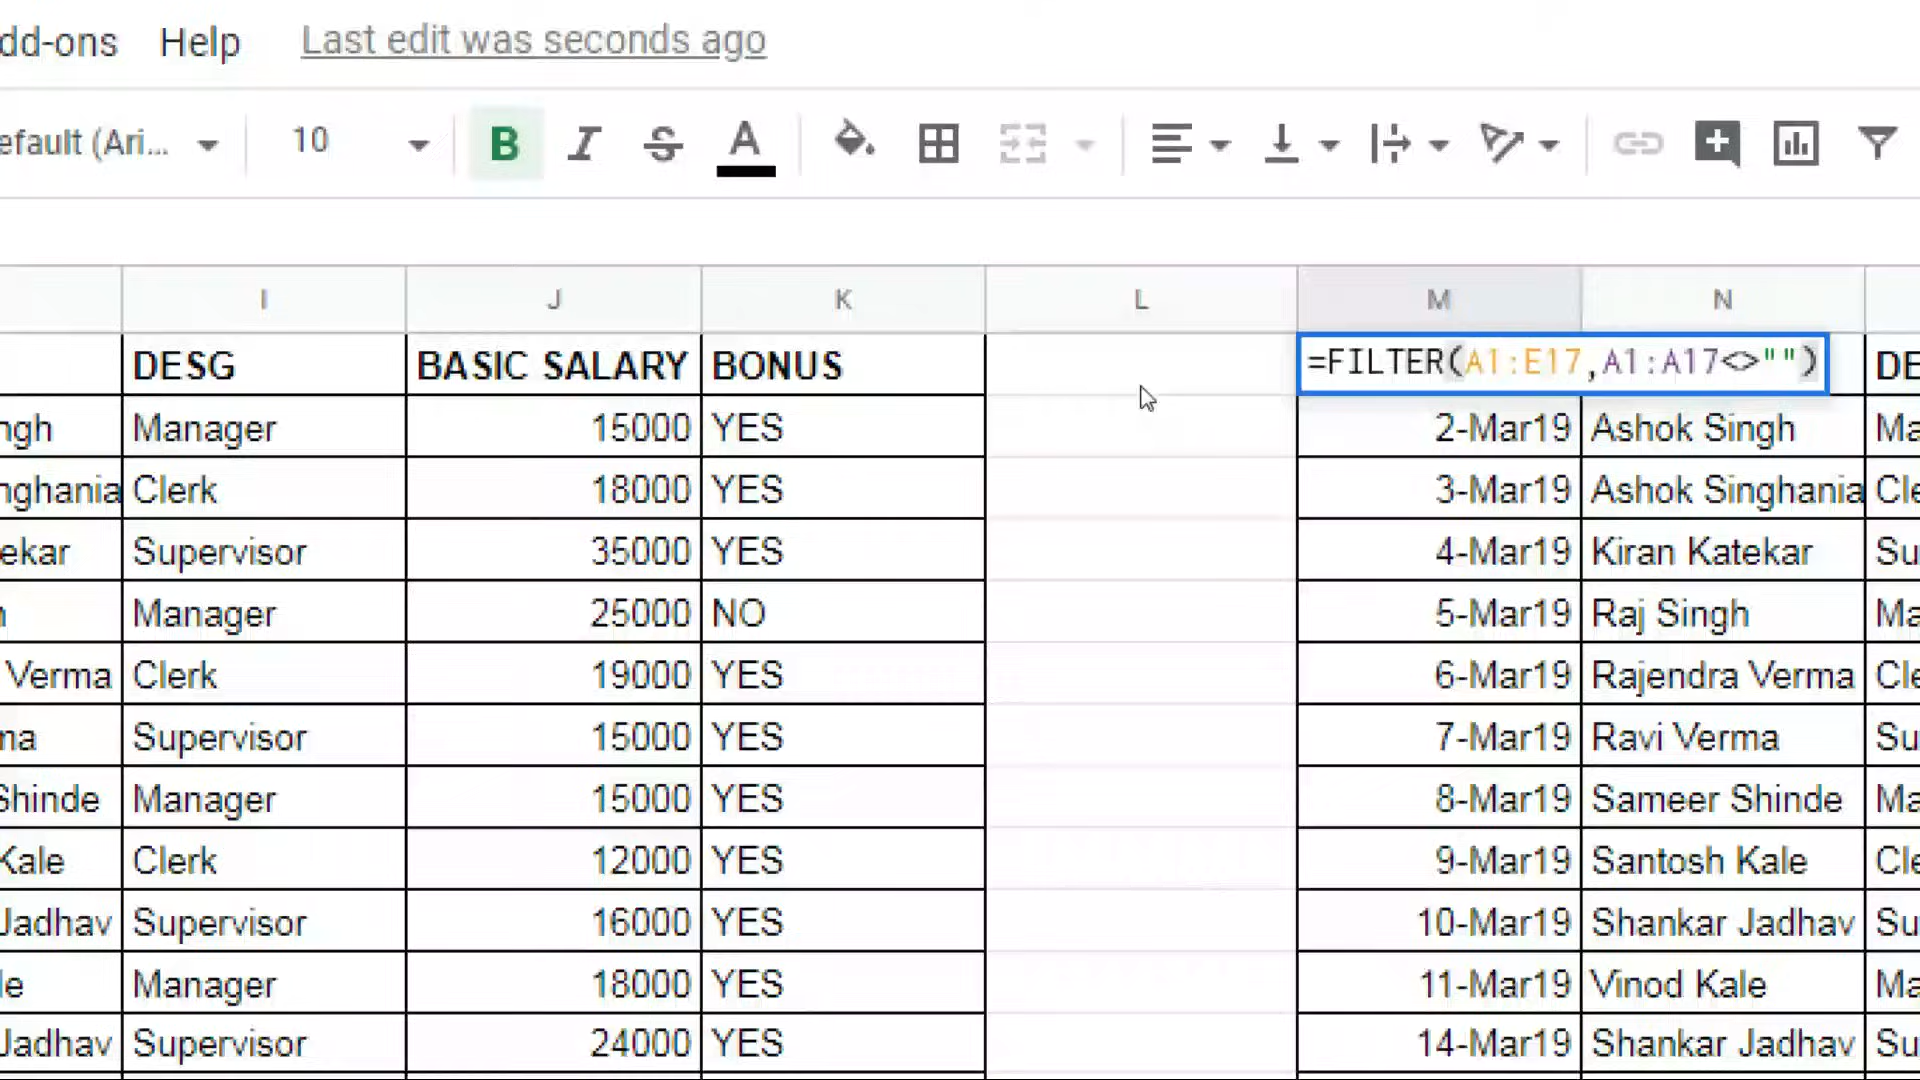 dd-ons Help Last edit was seconds ago
efault (Ari... 10 B I S A
I J K L M N
DESG BASIC SALARY BONUS =FILTER(A1:E17,A1:A17<>"") DE
ngh Manager 15000 YES 2-Mar19 Ashok Singh Ma
nghania Clerk 18000 YES 3-Mar19 Ashok Singhania Cle
ekar Supervisor 35000 YES 4-Mar19 Kiran Katekar Su
Manager 25000 NO 5-Mar19 Raj Singh Ma
Verma Clerk 19000 YES 6-Mar19 Rajendra Verma Cle
na Supervisor 15000 YES 7-Mar19 Ravi Verma Su
Shinde Manager 15000 YES 8-Mar19 Sameer Shinde Ma
Kale Clerk 12000 YES 9-Mar19 Santosh Kale Cle
Jadhav Supervisor 16000 YES 10-Mar19 Shankar Jadhav Su
le Manager 18000 YES 11-Mar19 Vinod Kale Ma
Jadhav Supervisor 24000 YES 14-Mar19 Shankar Jadhav Su